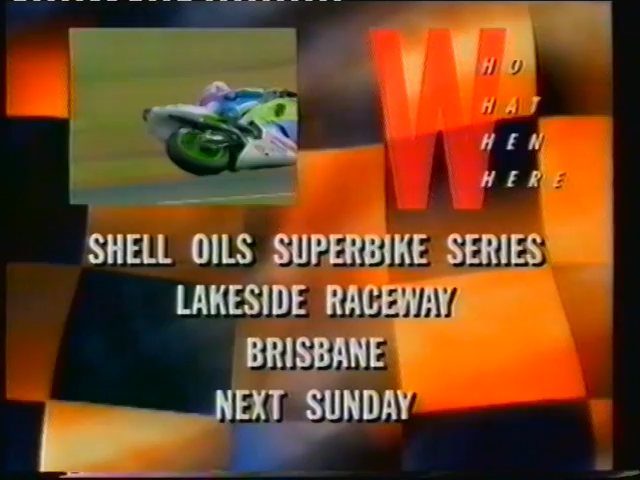 W
HO
HAT
HEN
HERE
SHELL OILS SUPERBIKE SERIES
LAKESIDE RACEWAY
BRISBANE
NEXT SUNDAY